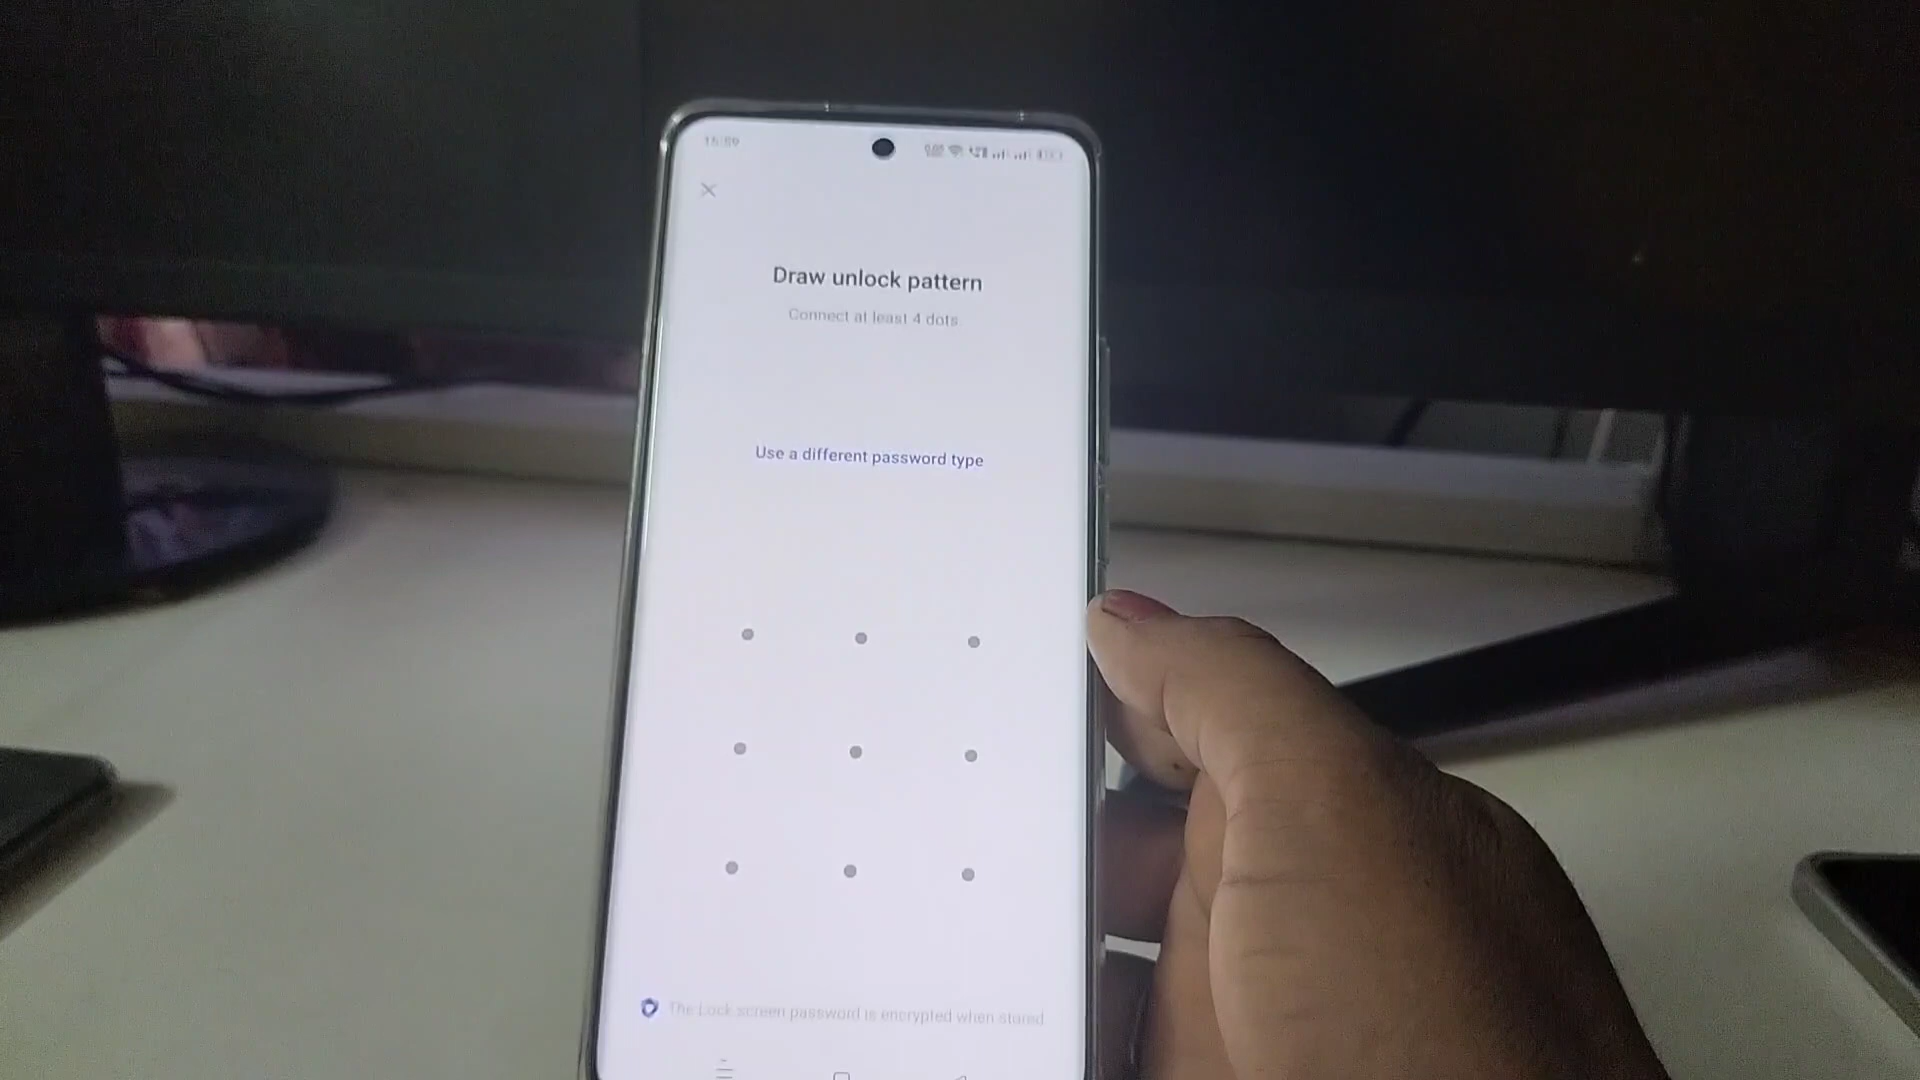 15:59
Draw unlock pattern
Connect at least 4 dots
Use a different password type
The Lock screen password is encrypted when stored